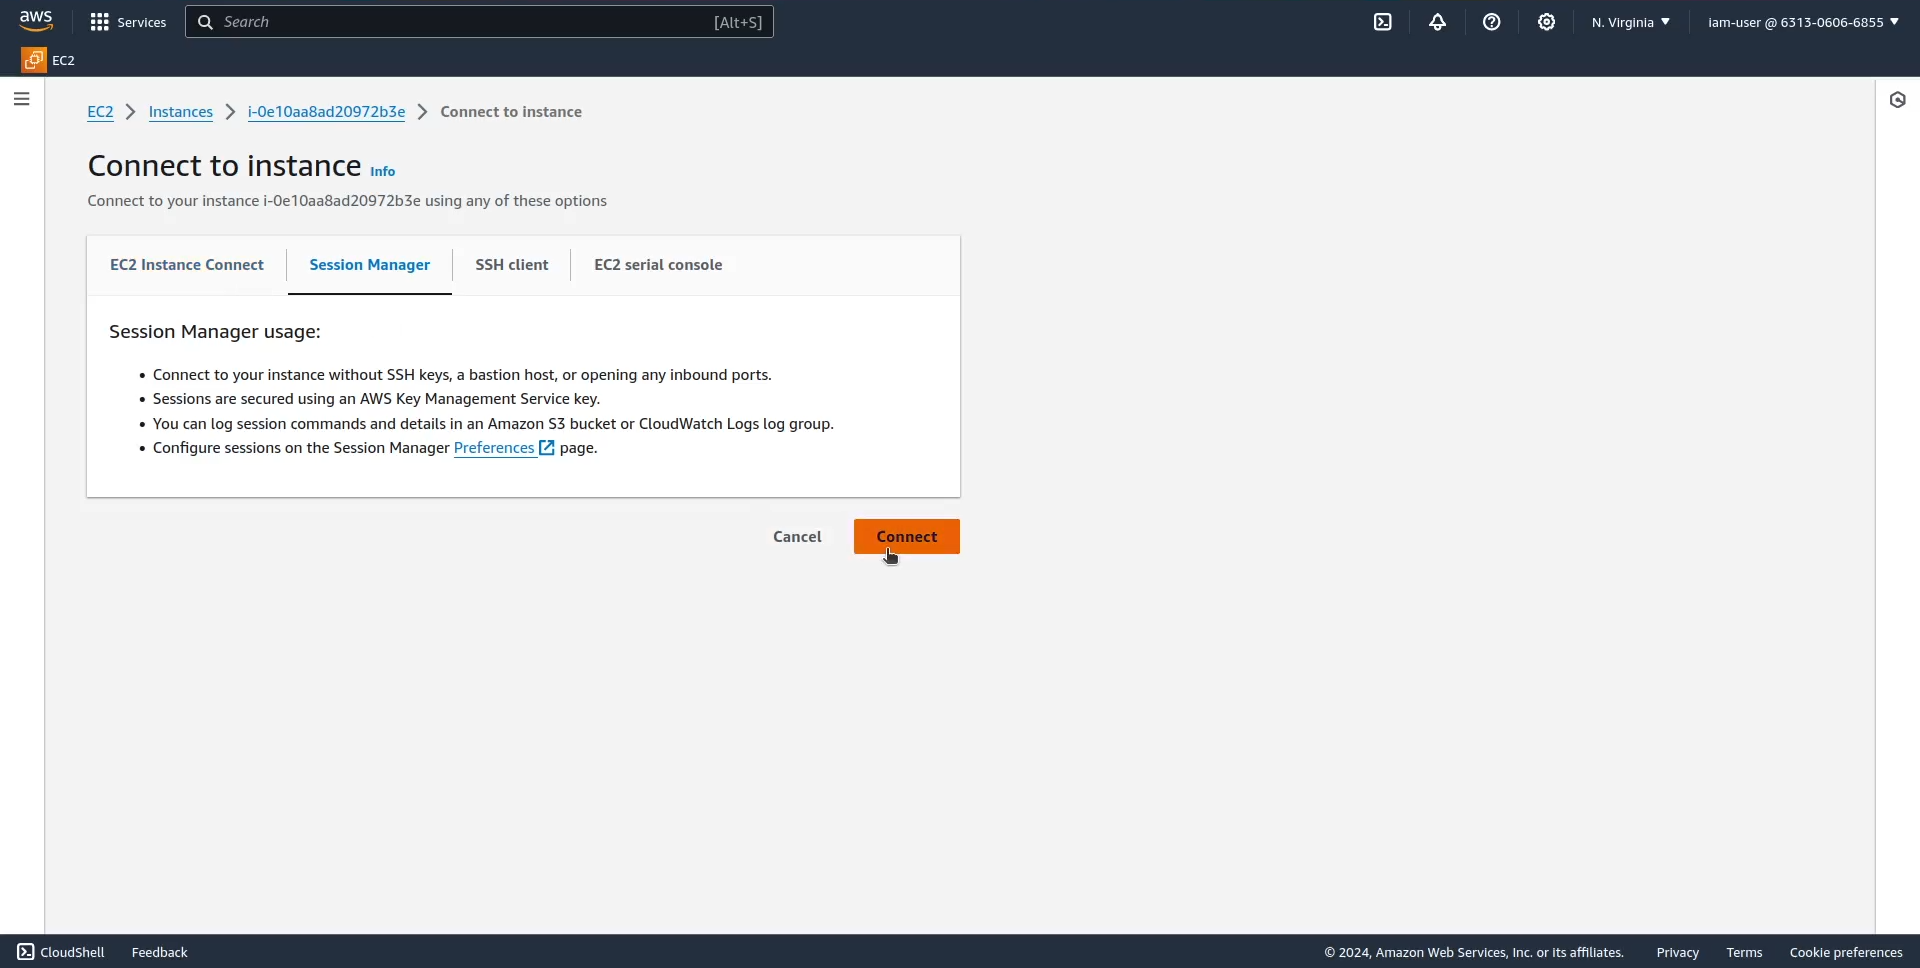 aws
Services
Search [Alt+S]
N. Virginia
iam-user @ 6313-0606-6855
EC2
EC2 Instances i-0e10aa8ad20972b3e Connect to instance
Connect to instance Info
Connect to your instance i-0e10aa8ad20972b3e using any of these options
EC2 Instance Connect Session Manager SSH client EC2 serial console
Session Manager usage:
• Connect to your instance without SSH keys, a bastion host, or opening any inbound ports.
• Sessions are secured using an AWS Key Management Service key.
• You can log session commands and details in an Amazon S3 bucket or CloudWatch Logs log group.
• Configure sessions on the Session Manager Preferences page.
Cancel Connect
CloudShell Feedback © 2024, Amazon Web Services, Inc. or its affiliates. Privacy Terms Cookie preferences